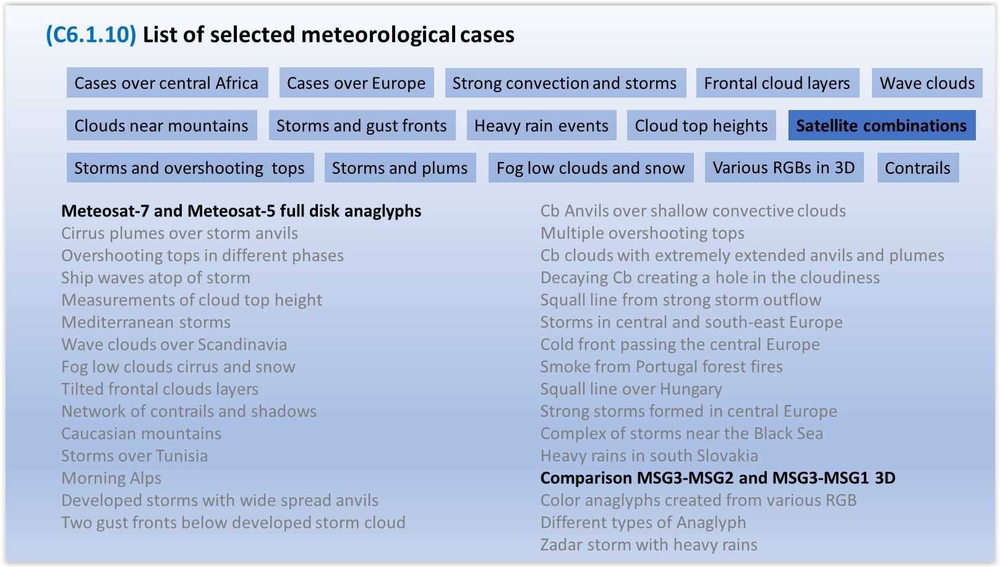 (C6.1.10) List of selected meteorological cases
Cases over central Africa Cases over Europe Strong convection and storms Frontal cloud layers Wave clouds
Clouds near mountains Storms and gust fronts Heavy rain events Cloud top heights Satellite combinations
Storms and overshooting tops Storms and plums Fog low clouds and snow Various RGBs in 3D Contrails
Meteosat-7 and Meteosat-5 full disk anaglyphs
Cirrus plumes over storm anvils
Overshooting tops in different phases
Ship waves atop of storm
Measurements of cloud top height
Mediterranean storms
Wave clouds over Scandinavia
Fog low clouds cirrus and snow
Tilted frontal clouds layers
Network of contrails and shadows
Caucasian mountains
Storms over Tunisia
Morning Alps
Developed storms with wide spread anvils
Two gust fronts below developed storm cloud
Cb Anvils over shallow convective clouds
Multiple overshooting tops
Cb clouds with extremely extended anvils and plumes
Decaying Cb creating a hole in the cloudiness
Squall line from strong storm outflow
Storms in central and south-east Europe
Cold front passing the central Europe
Smoke from Portugal forest fires
Squall line over Hungary
Strong storms formed in central Europe
Complex of storms near the Black Sea
Heavy rains in south Slovakia
Comparison MSG3-MSG2 and MSG3-MSG1 3D
Color anaglyphs created from various RGB
Different types of Anaglyph
Zadar storm with heavy rains